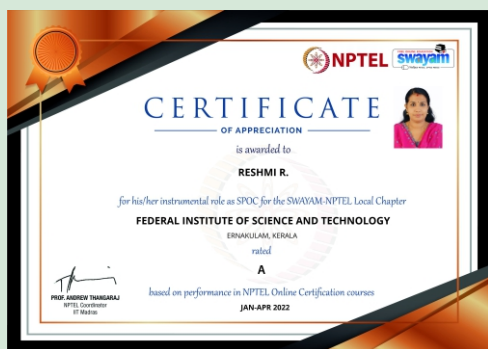 NPTEL
swayam
CERTIFICATE
OF APPRECIATION
is awarded to
RESHMI R.
for his/her instrumental role as SPOC for the SWAYAM-NPTEL Local Chapter
FEDERAL INSTITUTE OF SCIENCE AND TECHNOLOGY
ERNAKULAM, KERALA
rated
A
based on performance in NPTEL Online Certification courses
JAN-APR 2022
PROF. ANDREW THANGARAJ
NPTEL Coordinator
IIT Madras